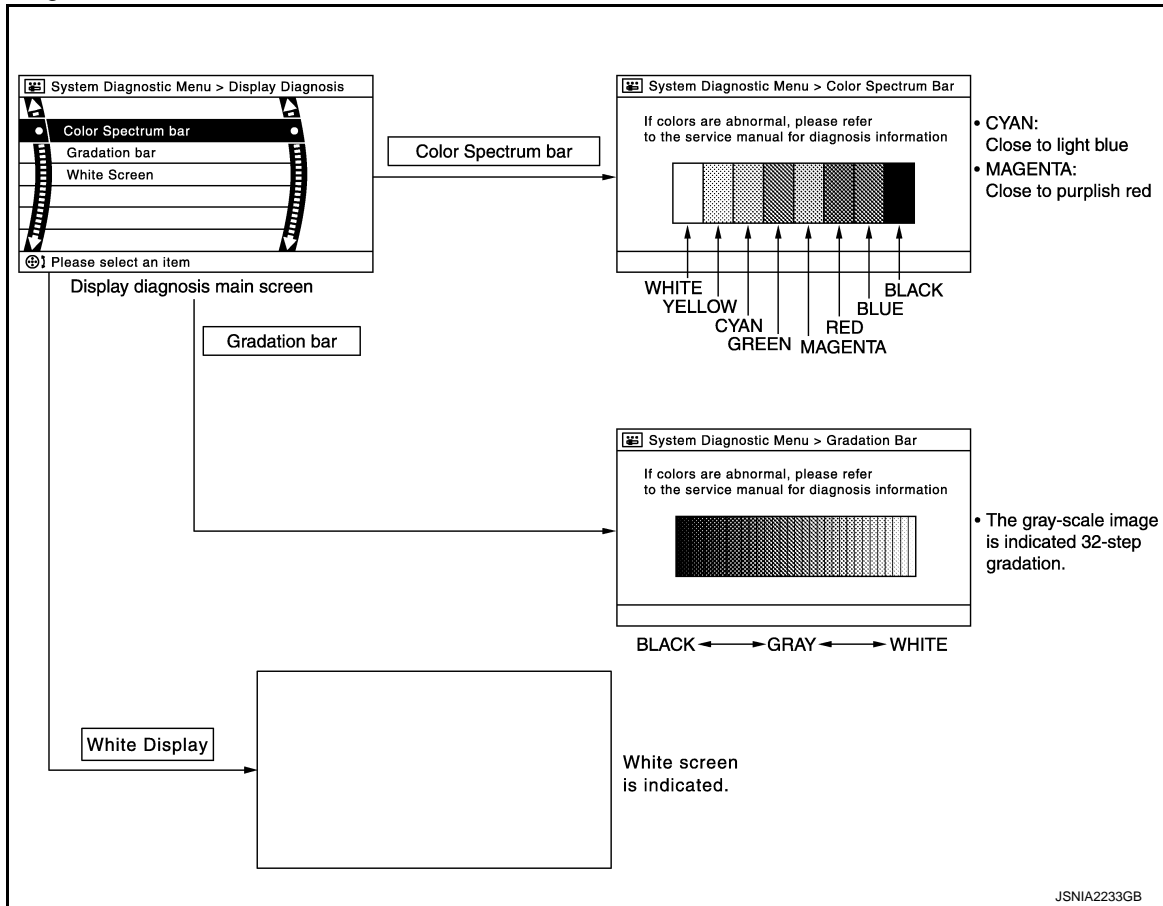 System Diagnostic Menu > Display Diagnosis
Color Spectrum bar
Gradation bar
White Screen
Please select an item
Display diagnosis main screen
Color Spectrum bar
System Diagnostic Menu > Color Spectrum Bar
If colors are abnormal, please refer
to the service manual for diagnosis information
WHITE
YELLOW
CYAN
GREEN
MAGENTA
RED
BLUE
BLACK
• CYAN:
Close to light blue
• MAGENTA:
Close to purplish red
Gradation bar
System Diagnostic Menu > Gradation Bar
If colors are abnormal, please refer
to the service manual for diagnosis information
BLACK GRAY WHITE
• The gray-scale image
is indicated 32-step
gradation.
White Display
White screen
is indicated.
JSNIA2233GB